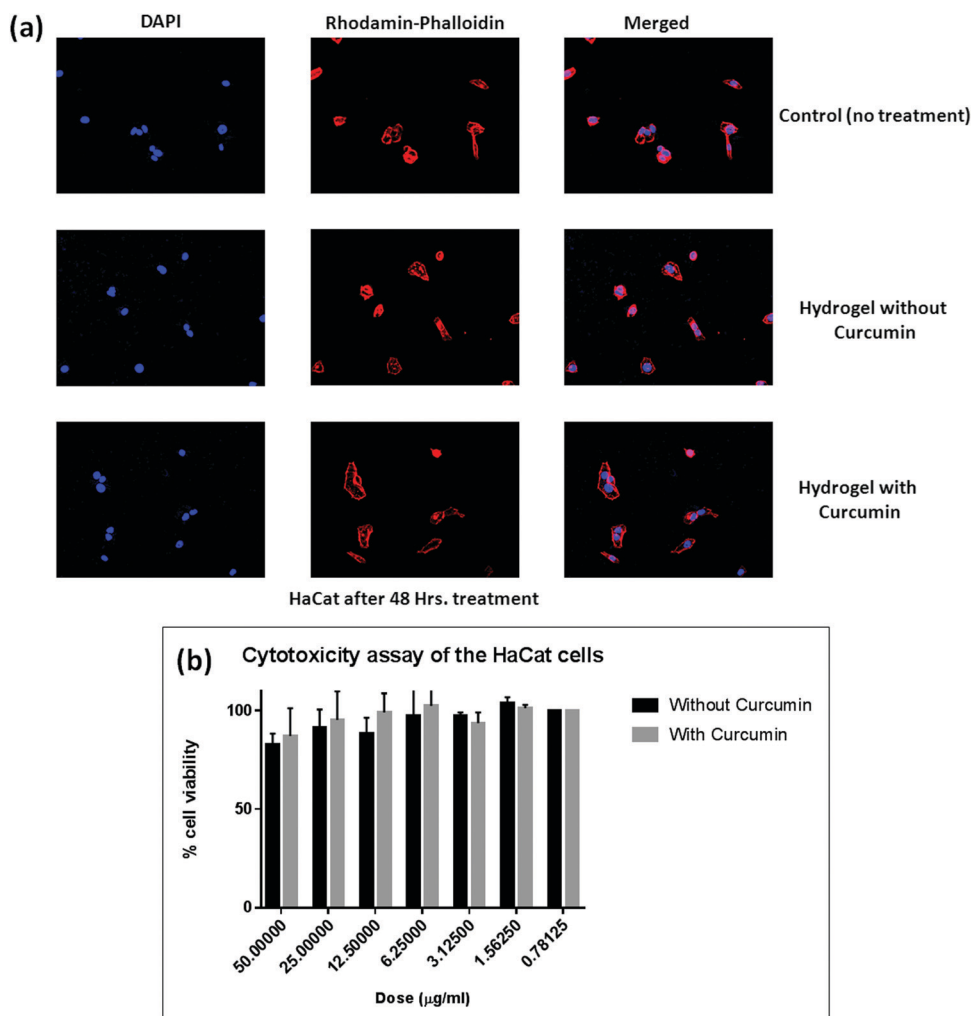 (a)
DAPI
Rhodamin-Phalloidin
Merged
Control (no treatment)
Hydrogel without
Curcumin
Hydrogel with
Curcumin
HaCat after 48 Hrs. treatment
(b)
Cytotoxicity assay of the HaCat cells
Without Curcumin
With Curcumin
% cell viability
100
50
0
50.00000
25.00000
12.50000
6.25000
3.12500
1.56250
0.78125
Dose (μg/ml)